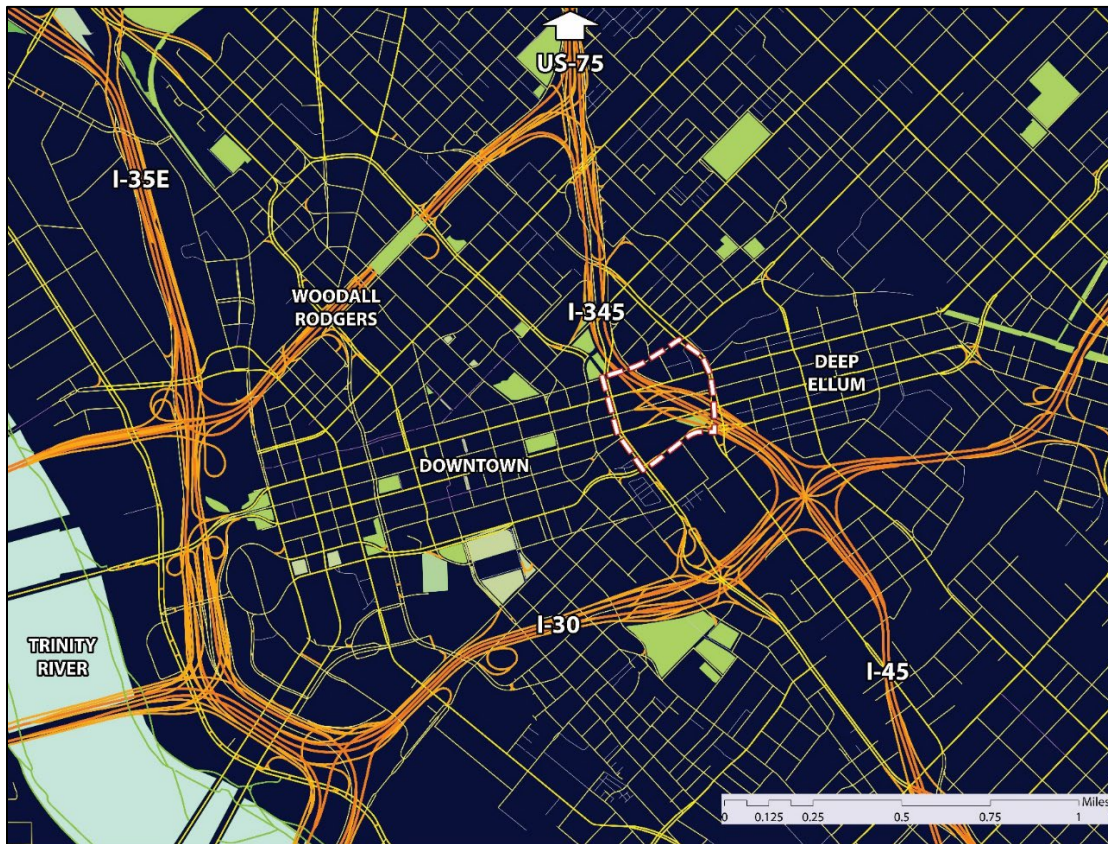 US-75
I-35E
WOODALL
RODGERS
I-345
DEEP
ELLUM
DOWNTOWN
TRINITY
RIVER
I-30
I-45
Miles
0 0.125 0.25 0.5 0.75 1